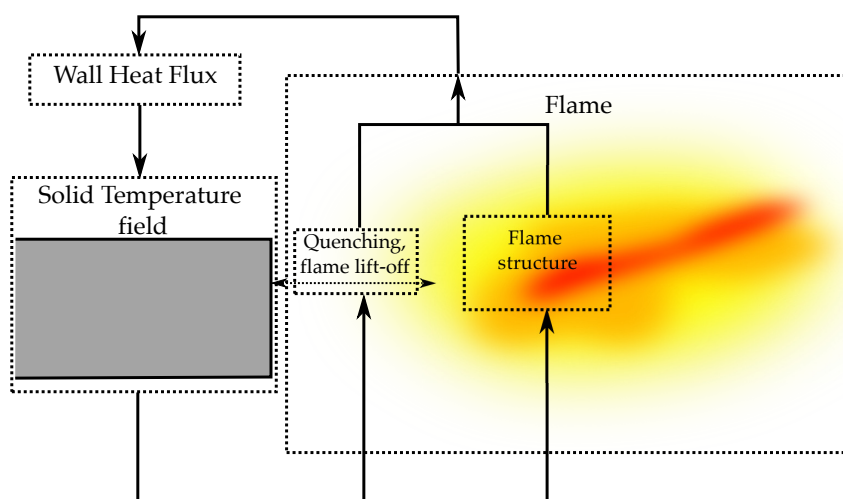 Wall Heat Flux
Flame
Solid Temperature
field
Quenching,
flame lift-off
Flame
structure